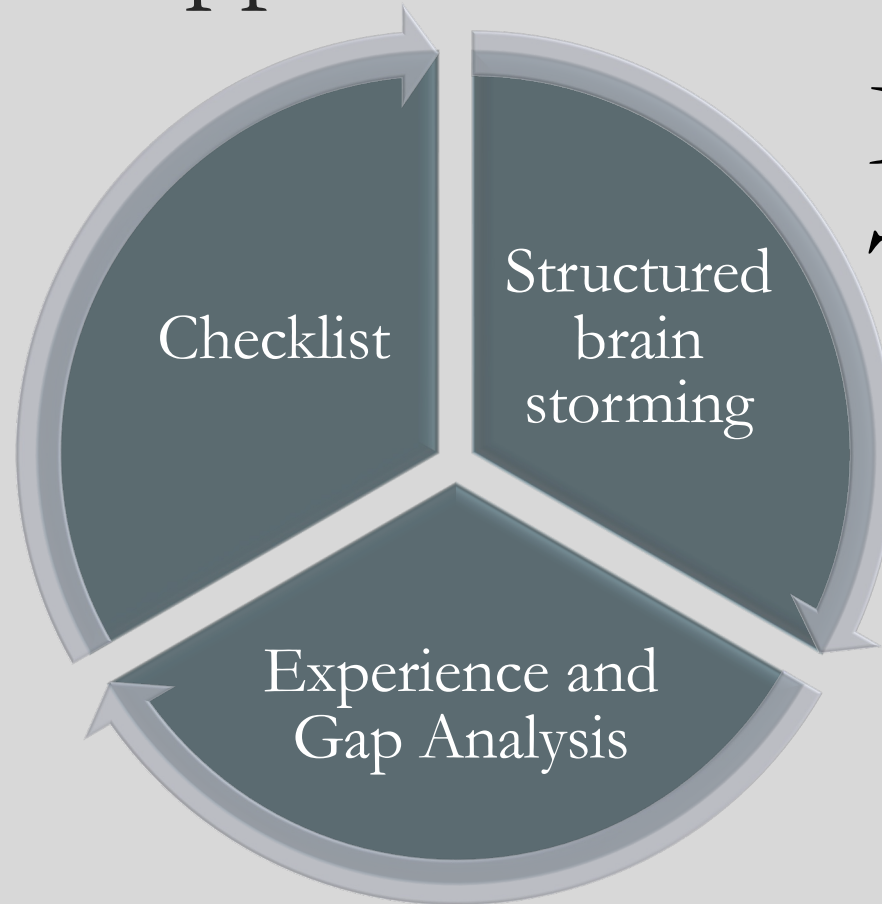 Checklist
Structured
brain
storming
Experience and
Gap Analysis